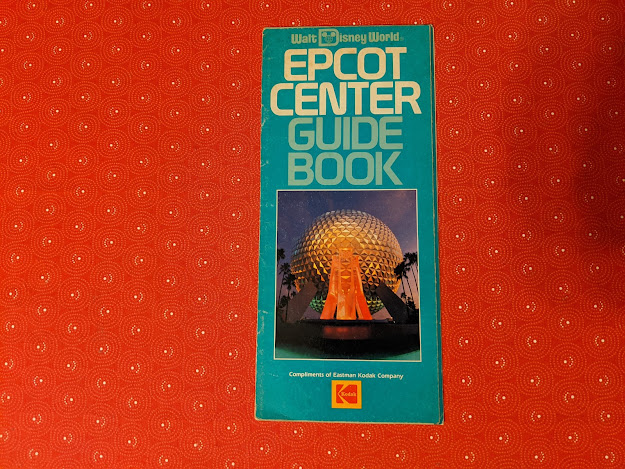 Walt Disney World®
EPCOT
CENTER
GUIDE
BOOK
Compliments of Eastman Kodak Company
Kodak